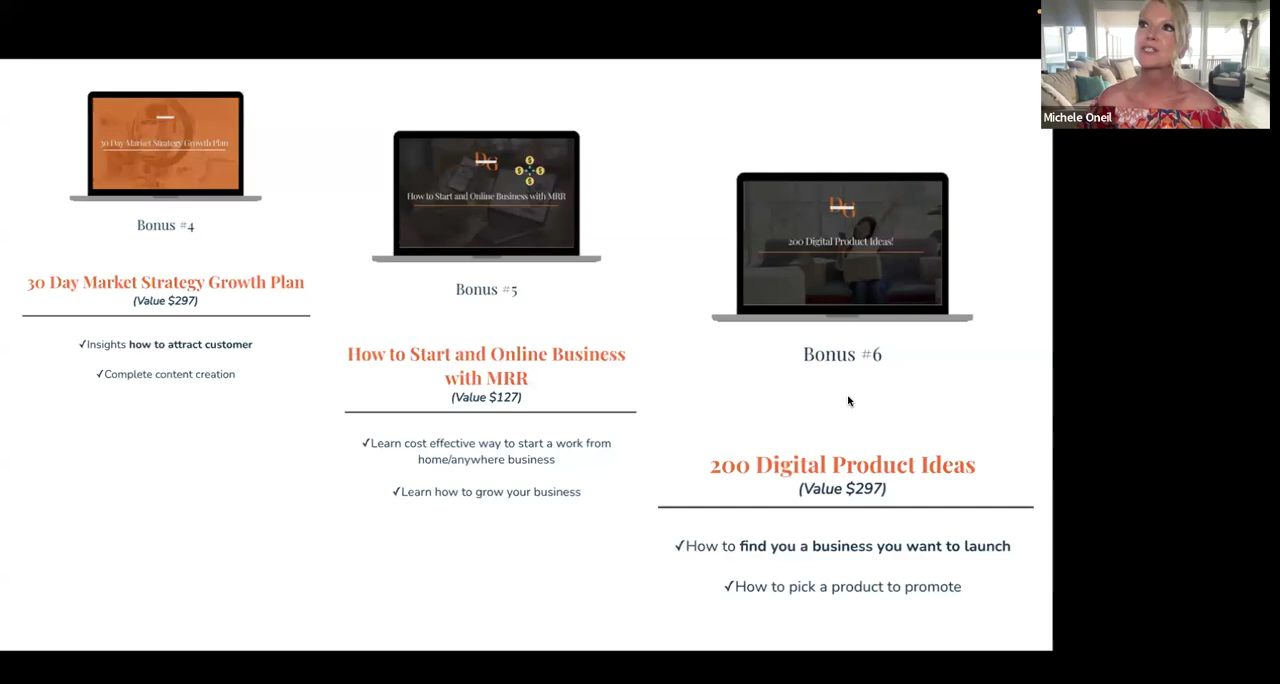 Michele Oneil
30 Day Market Strategy Growth Plan
Bonus #4
30 Day Market Strategy Growth Plan
(Value $297)
✓Insights how to attract customer
✓Complete content creation
DG
How to Start and Online Business with MRR
Bonus #5
How to Start and Online Business
with MRR
(Value $127)
✓Learn cost effective way to start a work from
home/anywhere business
✓Learn how to grow your business
DG
200 Digital Product Ideas!
Bonus #6
200 Digital Product Ideas
(Value $297)
✓How to find you a business you want to launch
✓How to pick a product to promote